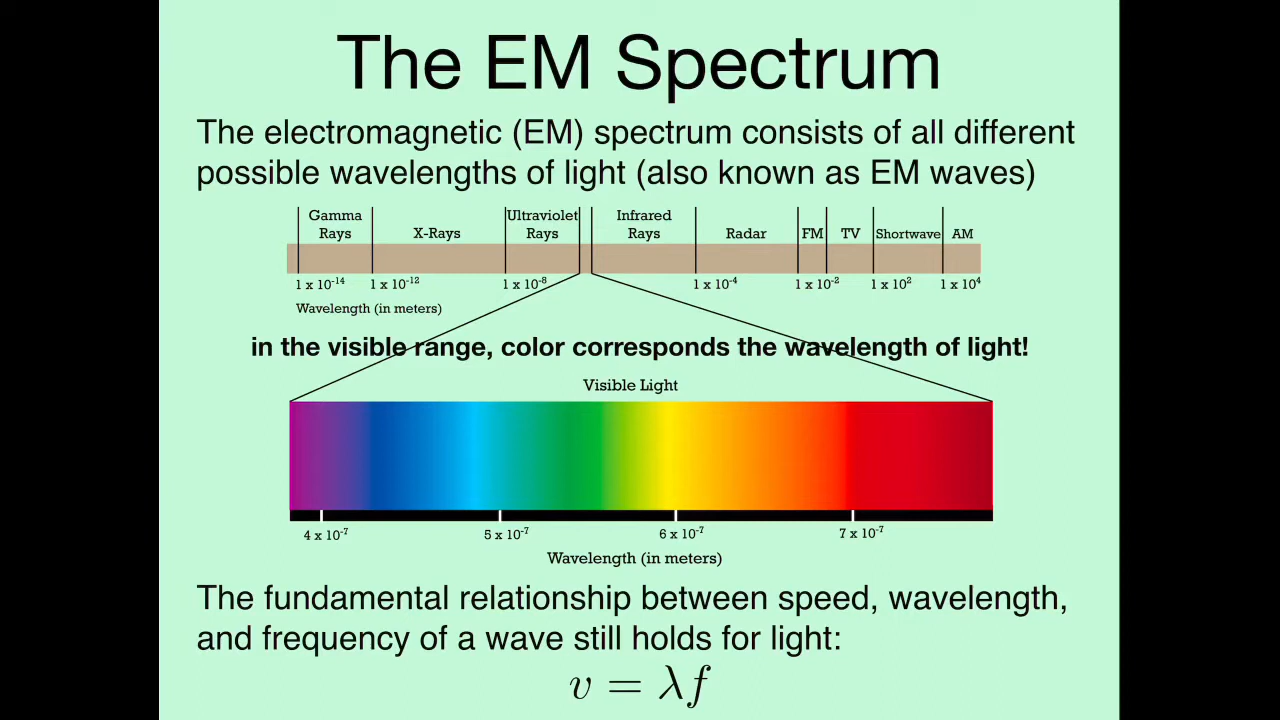 The EM Spectrum
The electromagnetic (EM) spectrum consists of all different
possible wavelengths of light (also known as EM waves)
Gamma Rays
X-Rays
Ultraviolet Rays
Infrared Rays
Radar
FM
TV
Shortwave
AM
1 x 10⁻¹⁴ 1 x 10⁻¹² 1 x 10⁻⁸ 1 x 10⁻⁴ 1 x 10⁻² 1 x 10² 1 x 10⁴
Wavelength (in meters)
in the visible range, color corresponds the wavelength of light!
Visible Light
4 x 10⁻⁷ 5 x 10⁻⁷ 6 x 10⁻⁷ 7 x 10⁻⁷
Wavelength (in meters)
The fundamental relationship between speed, wavelength,
and frequency of a wave still holds for light:
v = λf